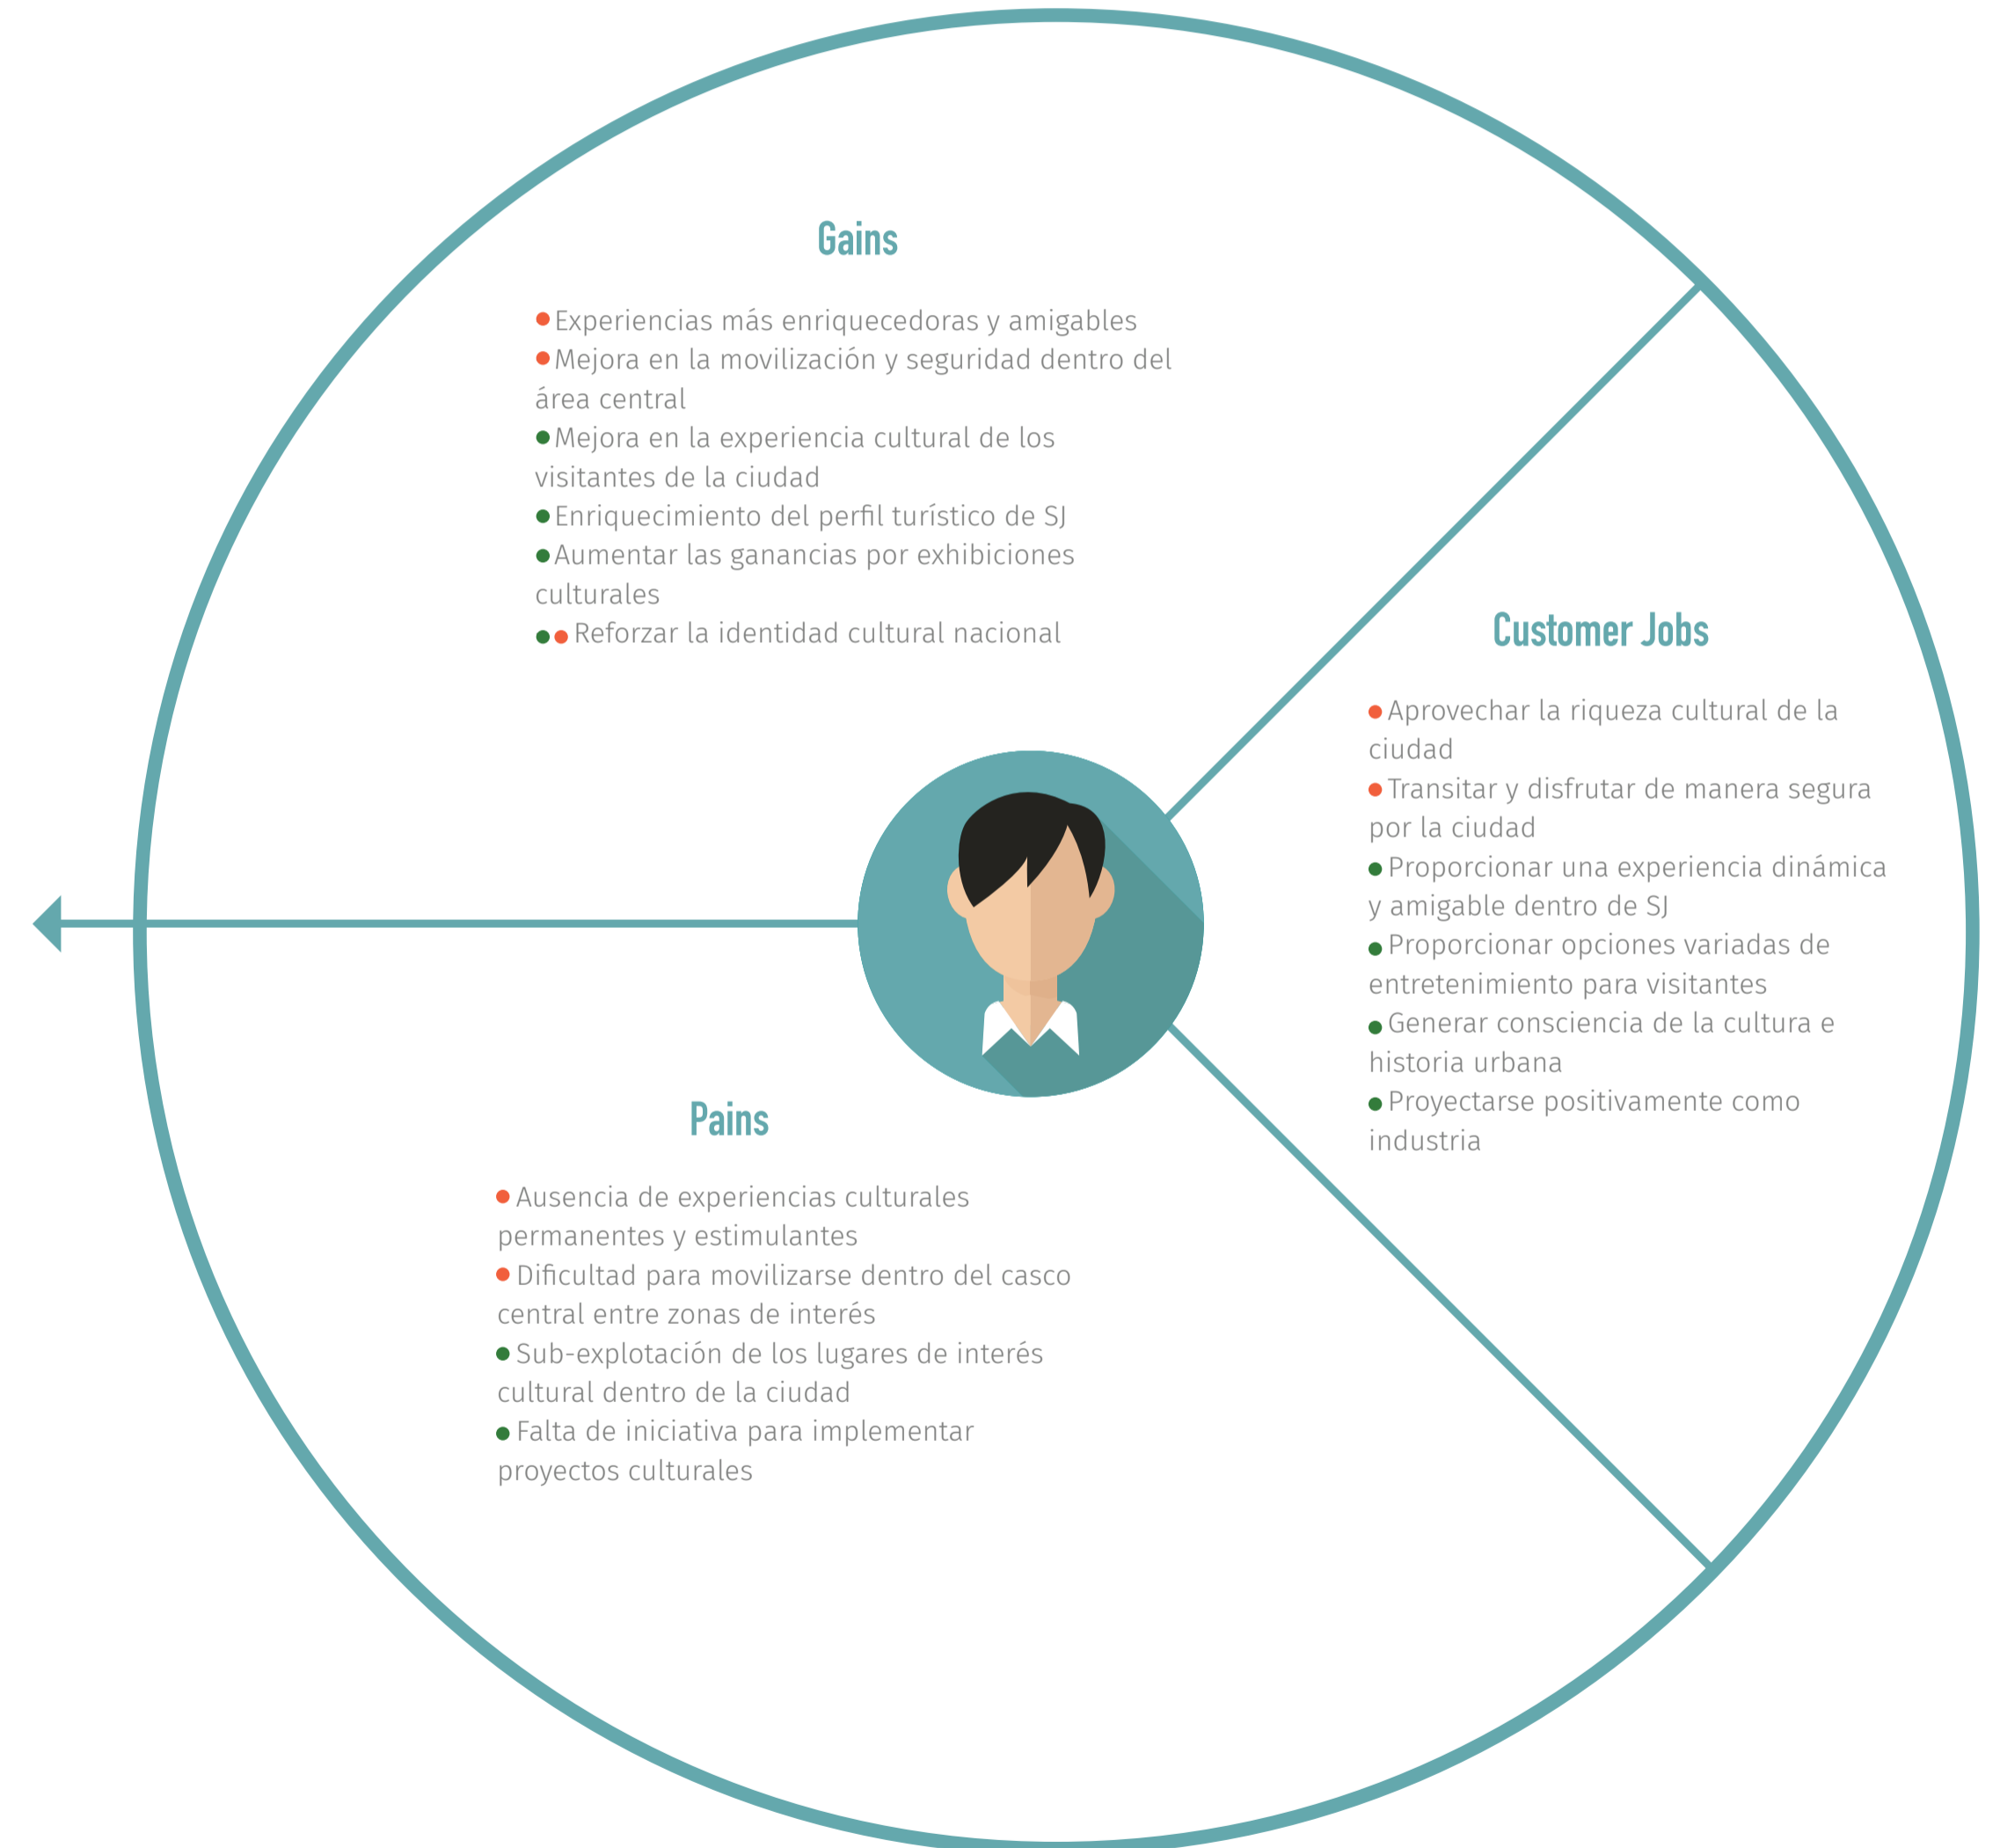 Gains
Experiencias más enriquecedoras y amigables
Mejora en la movilización y seguridad dentro del
área central
Mejora en la experiencia cultural de los
visitantes de la ciudad
Enriquecimiento del perfil turístico de SJ
Aumentar las ganancias por exhibiciones
culturales
Reforzar la identidad cultural nacional
Customer Jobs
Aprovechar la riqueza cultural de la
ciudad
Transitar y disfrutar de manera segura
por la ciudad
Proporcionar una experiencia dinámica
y amigable dentro de SJ
Proporcionar opciones variadas de
entretenimiento para visitantes
Generar consciencia de la cultura e
historia urbana
Proyectarse positivamente como
industria
Pains
Ausencia de experiencias culturales
permanentes y estimulantes
Dificultad para movilizarse dentro del casco
central entre zonas de interés
Sub-explotación de los lugares de interés
cultural dentro de la ciudad
Falta de iniciativa para implementar
proyectos culturales